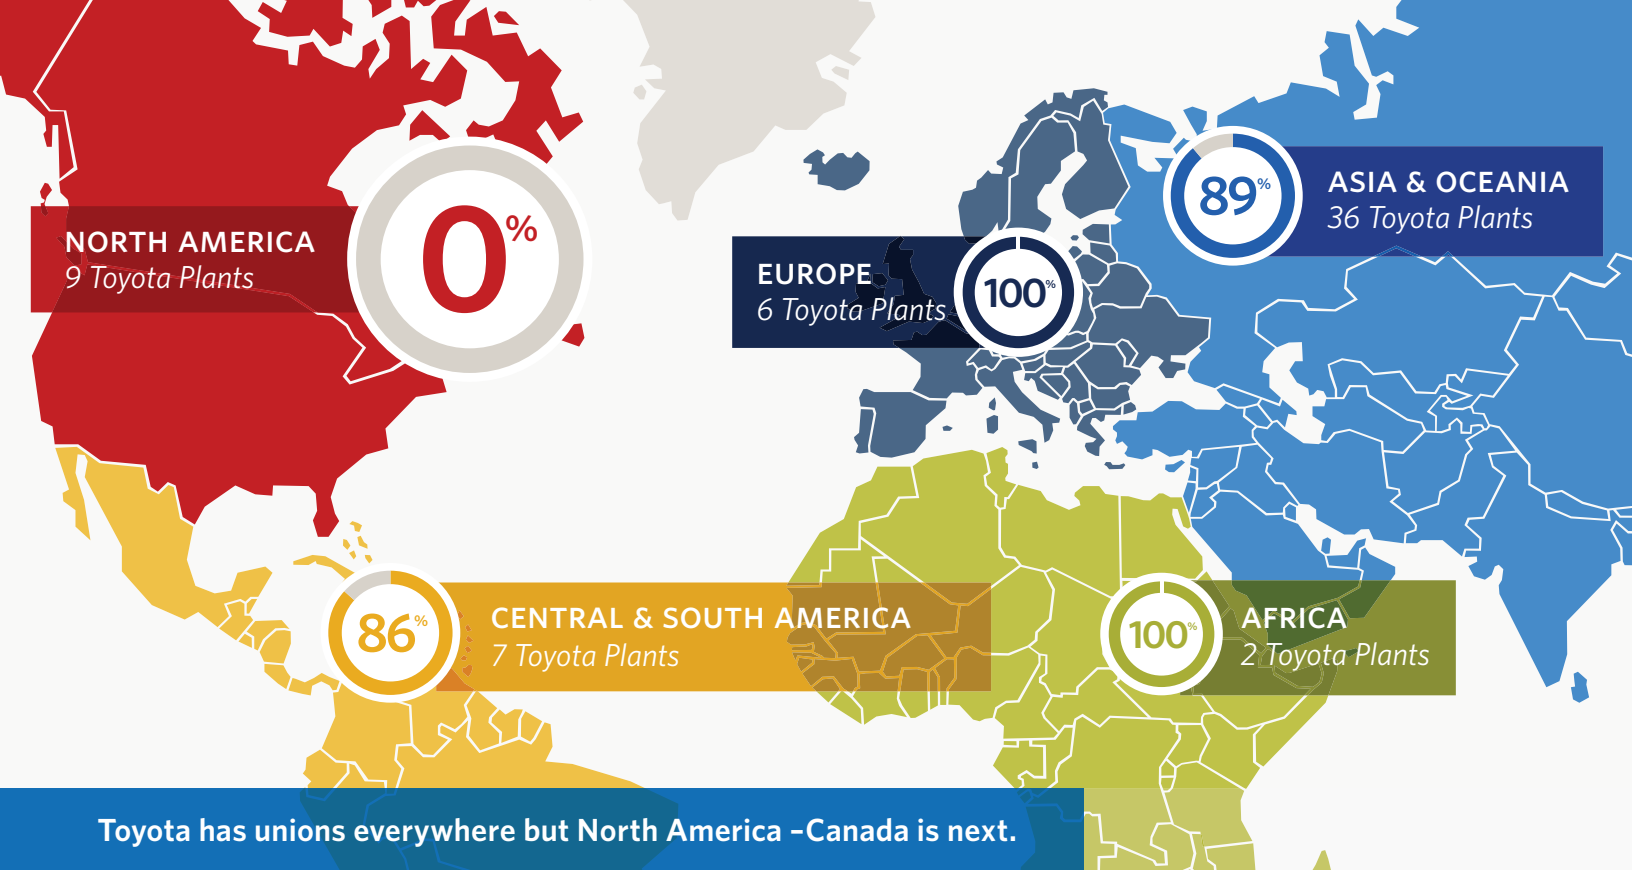 NORTH AMERICA
9 Toyota Plants
0%
EUROPE
6 Toyota Plants
100%
89%
ASIA & OCEANIA
36 Toyota Plants
86%
CENTRAL & SOUTH AMERICA
7 Toyota Plants
100%
AFRICA
2 Toyota Plants
Toyota has unions everywhere but North America –Canada is next.